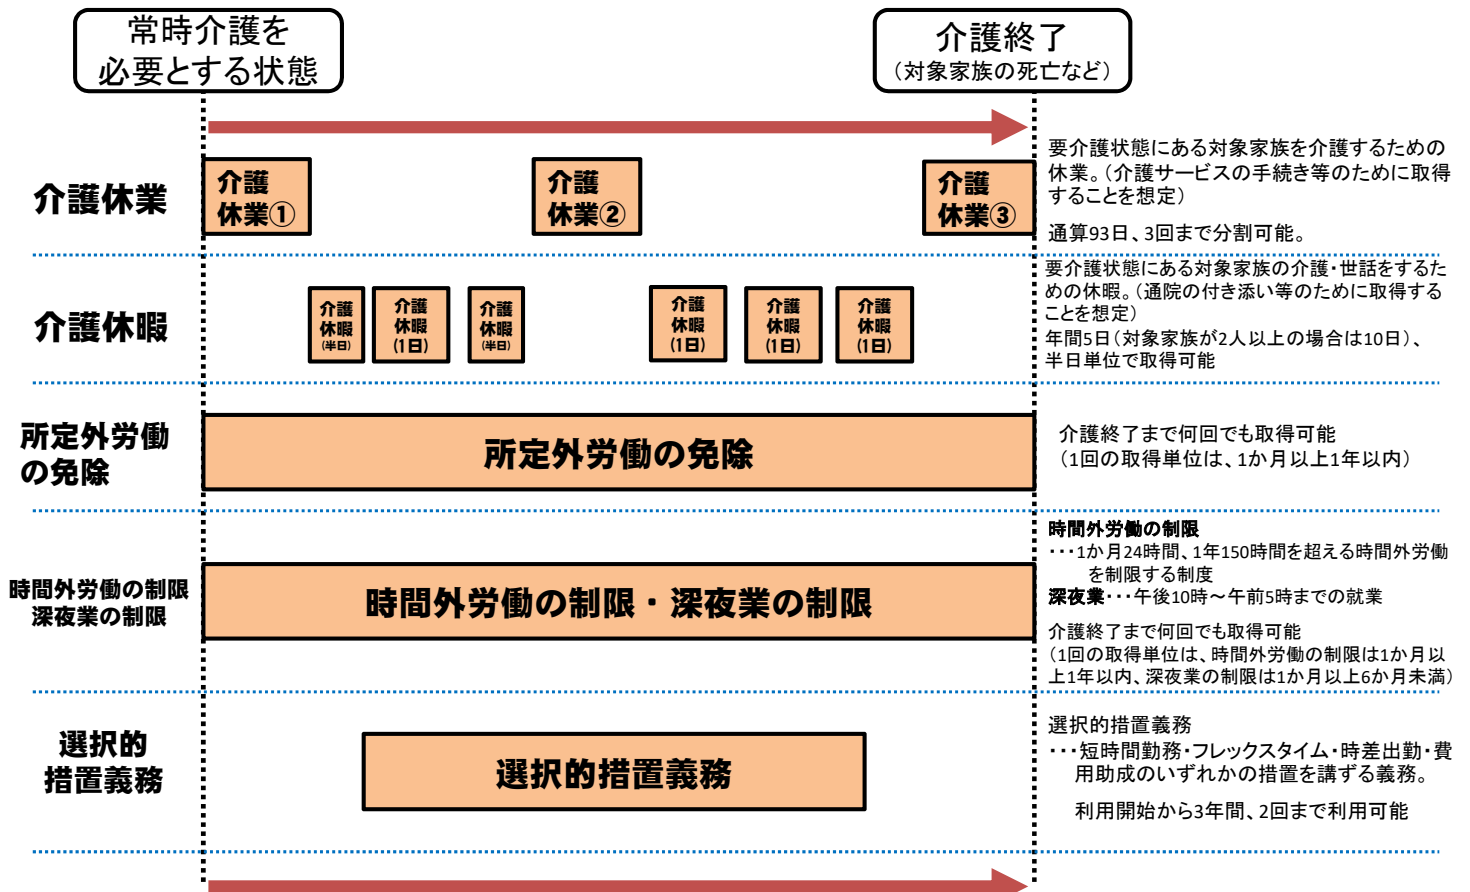 常時介護を
必要とする状態
介護終了
（対象家族の死亡など）
介護休業
介護
休業①
介護
休業②
介護
休業③
要介護状態にある対象家族を介護するための
休業。（介護サービスの手続き等のために取得
することを想定）
通算93日、3回まで分割可能。
介護休暇
介護
休暇
(半日)
介護
休暇
(1日)
介護
休暇
(半日)
介護
休暇
(1日)
介護
休暇
(1日)
介護
休暇
(1日)
要介護状態にある対象家族の介護・世話をするた
めの休暇。（通院の付き添い等のために取得する
ことを想定）
年間5日（対象家族が2人以上の場合は10日）、
半日単位で取得可能
所定外労働
の免除
所定外労働の免除
介護終了まで何回でも取得可能
（1回の取得単位は、1か月以上1年以内）
時間外労働の制限
深夜業の制限
時間外労働の制限・深夜業の制限
時間外労働の制限
・・・1か月24時間、1年150時間を超える時間外労働
を制限する制度
深夜業・・・午後10時～午前5時までの就業
介護終了まで何回でも取得可能
（1回の取得単位は、時間外労働の制限は1か月以
上1年以内、深夜業の制限は1か月以上6か月未満）
選択的
措置義務
選択的措置義務
選択的措置義務
・・・短時間勤務・フレックスタイム・時差出勤・費
用助成のいずれかの措置を講ずる義務。
利用開始から3年間、2回まで利用可能